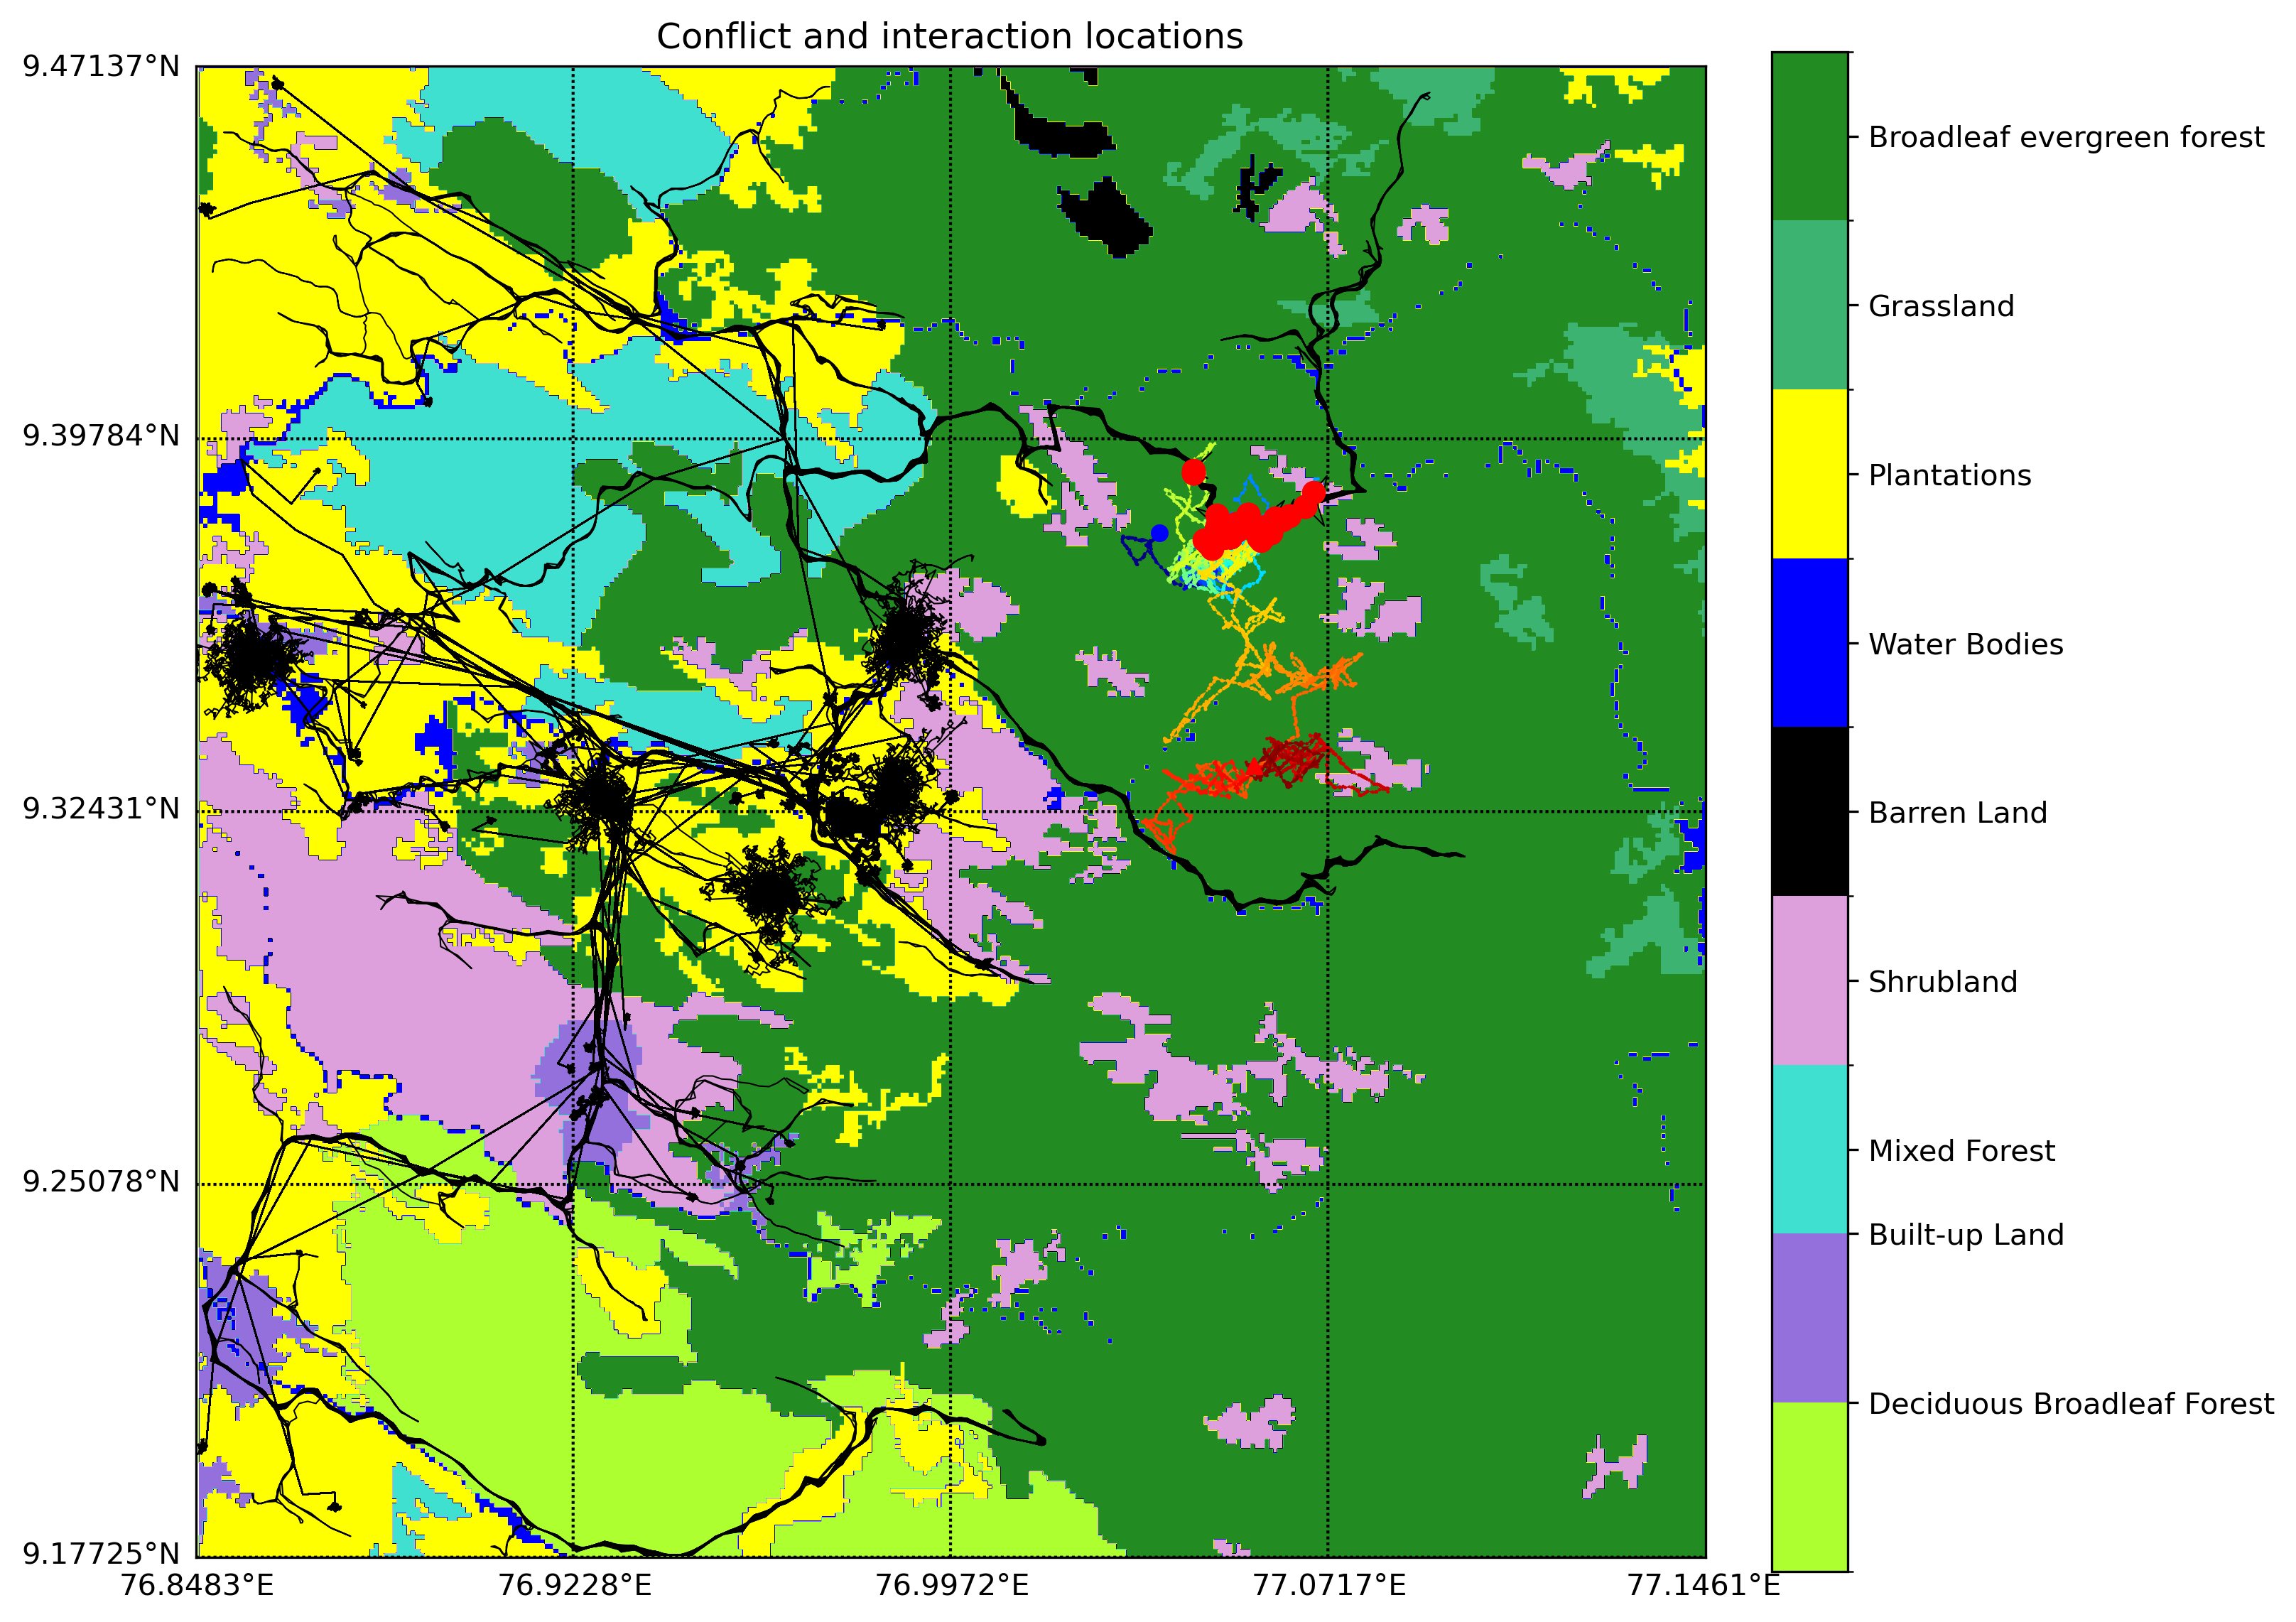 Conflict and interaction locations
9.47137°N
9.39784°N
9.32431°N
9.25078°N
9.17725°N
76.8483°E
76.9228°E
76.9972°E
77.0717°E
77.1461°E
Broadleaf evergreen forest
Grassland
Plantations
Water Bodies
Barren Land
Shrubland
Mixed Forest
Built-up Land
Deciduous Broadleaf Forest